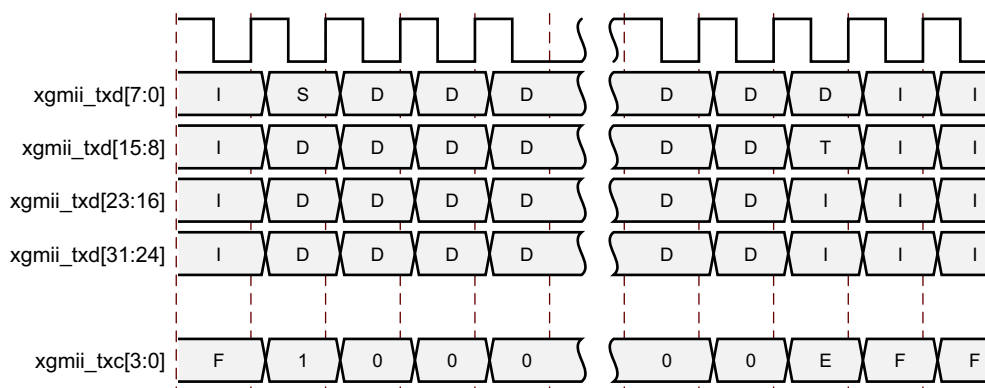 xgmii_txd[7:0] I S D D D D D D I I
xgmii_txd[15:8] I D D D D D D T I I
xgmii_txd[23:16] I D D D D D D I I I
xgmii_txd[31:24] I D D D D D D I I I
xgmii_txc[3:0] F 1 0 0 0 0 0 E F F